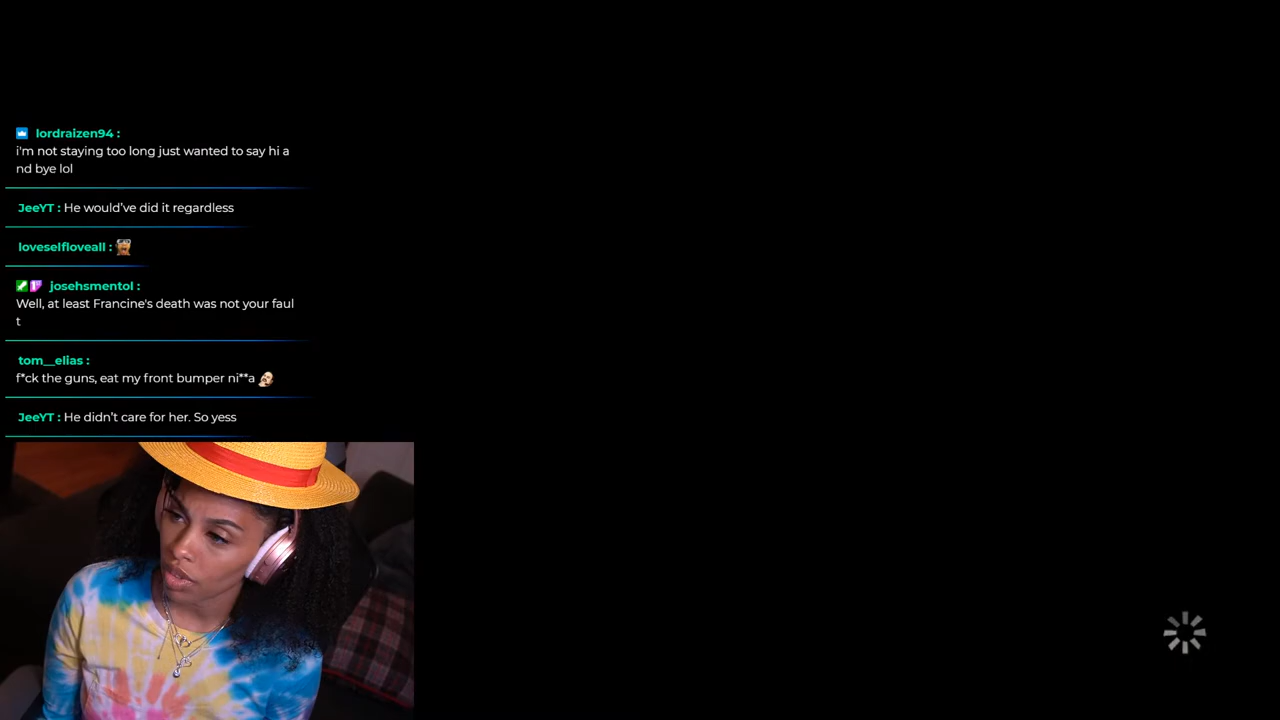 lordraizen94 :
i'm not staying too long just wanted to say hi a
nd bye lol
JeeYT : He would've did it regardless
loveselfloveall :
josehsmentol :
Well, at least Francine's death was not your faul
t
tom__elias :
f*ck the guns, eat my front bumper ni**a
JeeYT : He didn't care for her. So yess